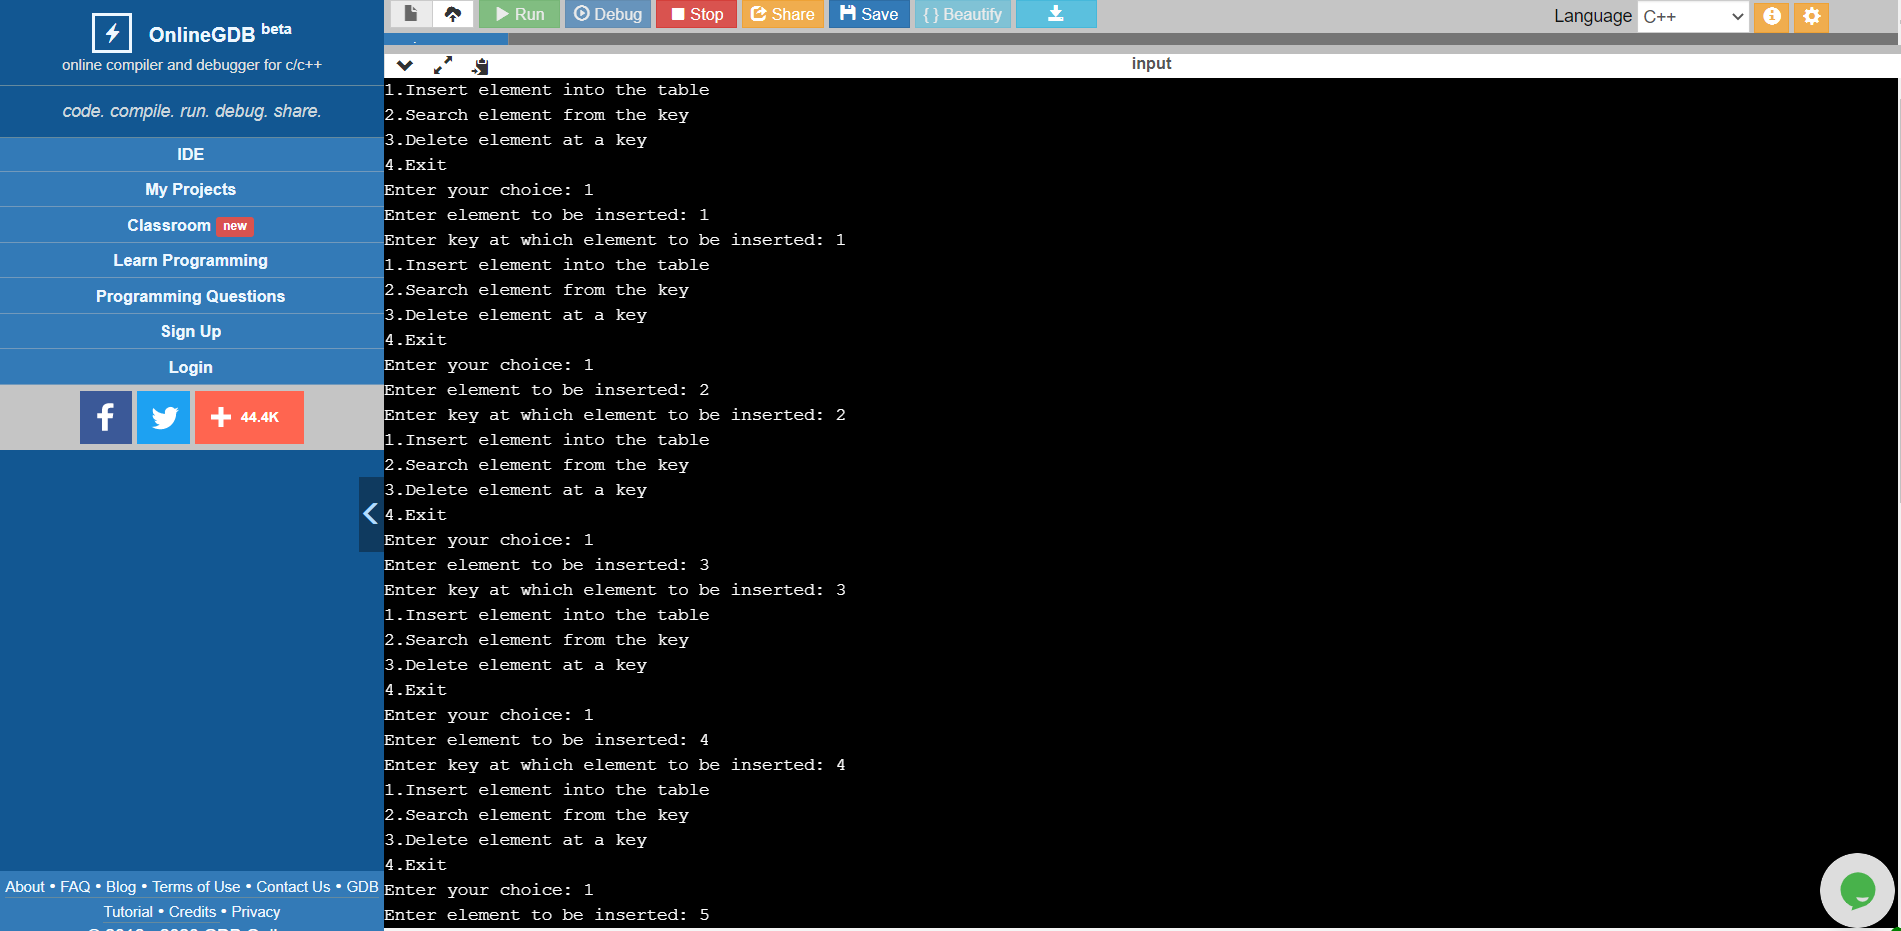 OnlineGDB beta
online compiler and debugger for c/c++
code. compile. run. debug. share.
IDE
My Projects
Classroom new
Learn Programming
Programming Questions
Sign Up
Login
44.4K
About • FAQ • Blog • Terms of Use • Contact Us • GDB
Tutorial • Credits • Privacy
Run Debug Stop Share Save { } Beautify
Language C++
input
1.Insert element into the table
2.Search element from the key
3.Delete element at a key
4.Exit
Enter your choice: 1
Enter element to be inserted: 1
Enter key at which element to be inserted: 1
1.Insert element into the table
2.Search element from the key
3.Delete element at a key
4.Exit
Enter your choice: 1
Enter element to be inserted: 2
Enter key at which element to be inserted: 2
1.Insert element into the table
2.Search element from the key
3.Delete element at a key
4.Exit
Enter your choice: 1
Enter element to be inserted: 3
Enter key at which element to be inserted: 3
1.Insert element into the table
2.Search element from the key
3.Delete element at a key
4.Exit
Enter your choice: 1
Enter element to be inserted: 4
Enter key at which element to be inserted: 4
1.Insert element into the table
2.Search element from the key
3.Delete element at a key
4.Exit
Enter your choice: 1
Enter element to be inserted: 5